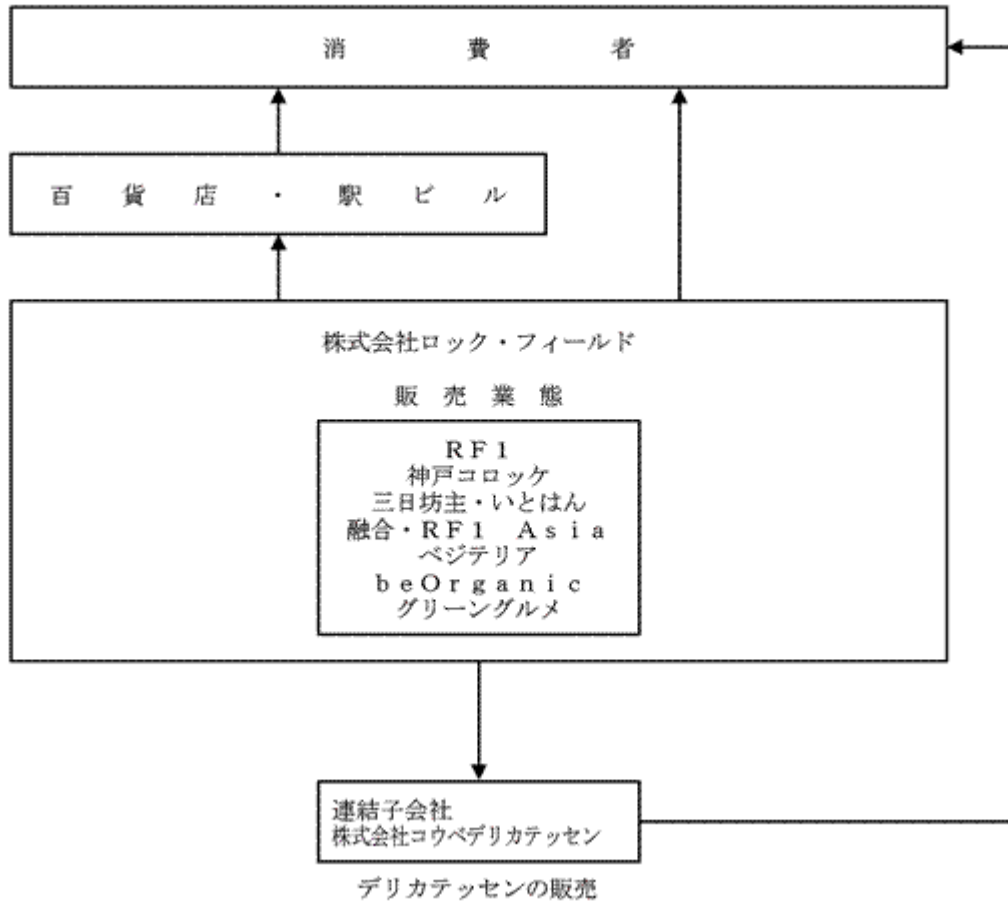 消費者
百貨店・駅ビル
株式会社ロック・フィールド
販売業態
ＲＦ１
神戸コロッケ
三日坊主・いとはん
融合・ＲＦ１　Ａｓｉａ
ベジテリア
ｂｅＯｒｇａｎｉｃ
グリーングルメ
連結子会社
株式会社コウベデリカテッセン
デリカテッセンの販売